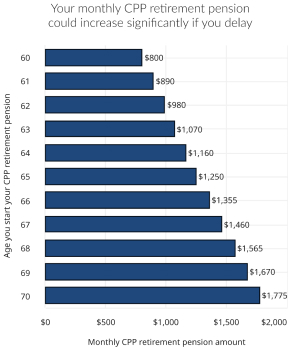 Your monthly CPP retirement pension
could increase significantly if you delay
Age you start your CPP retirement pension
60 $800
61 $890
62 $980
63 $1,070
64 $1,160
65 $1,250
66 $1,355
67 $1,460
68 $1,565
69 $1,670
70 $1,775
$0 $500 $1,000 $1,500 $2,000
Monthly CPP retirement pension amount